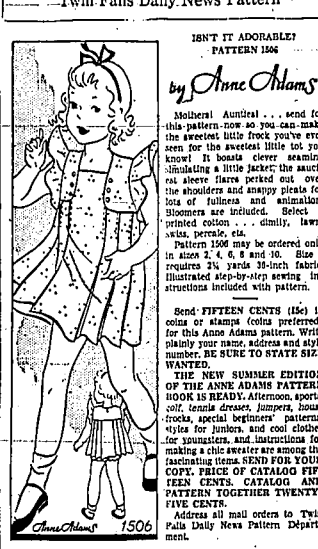 Twin Falls Daily News Pattern
ISN'T IT ADORABLE?
PATTERN 1506
by Anne Adams
Mothers! Aunties! . . . send fo
this pattern now so you can mak
the sweetest little frock you've eve
seen for the sweetest little tot yo
know! It boasts clever seamin
simulating a little jacket; the sauci
est sleeve flares perked out ove
the shoulders and snappy pleats fo
lots of fullness and animation
Bloomers are included. Select
printed cotton . . . dimity, lawn
swiss, percale, etc.
Pattern 1506 may be ordered onl
in sizes 2, 4, 6, 8 and 10. Size
requires 2¼ yards 36-inch fabric
Illustrated step-by-step sewing in
structions included with pattern.
Send FIFTEEN CENTS (15c) i
coins or stamps (coins preferred
for this Anne Adams pattern. Writ
plainly your name, address and styl
number. BE SURE TO STATE SIZ
WANTED.
THE NEW SUMMER EDITION
OF THE ANNE ADAMS PATTER
BOOK IS READY. Afternoon, sport
golf, tennis dresses, jumpers, hous
frocks, special beginners' pattern
styles for juniors, and cool clothe
for youngsters, and instructions fo
making a chic sweater are among th
fascinating items. SEND FOR YOUR
COPY. PRICE OF CATALOG FIF
TEEN CENTS. CATALOG AN
PATTERN TOGETHER TWENTY
FIVE CENTS.
Address all mail orders to Twi
Falls Daily News Pattern Depart
ment.
Anne Adams 1506